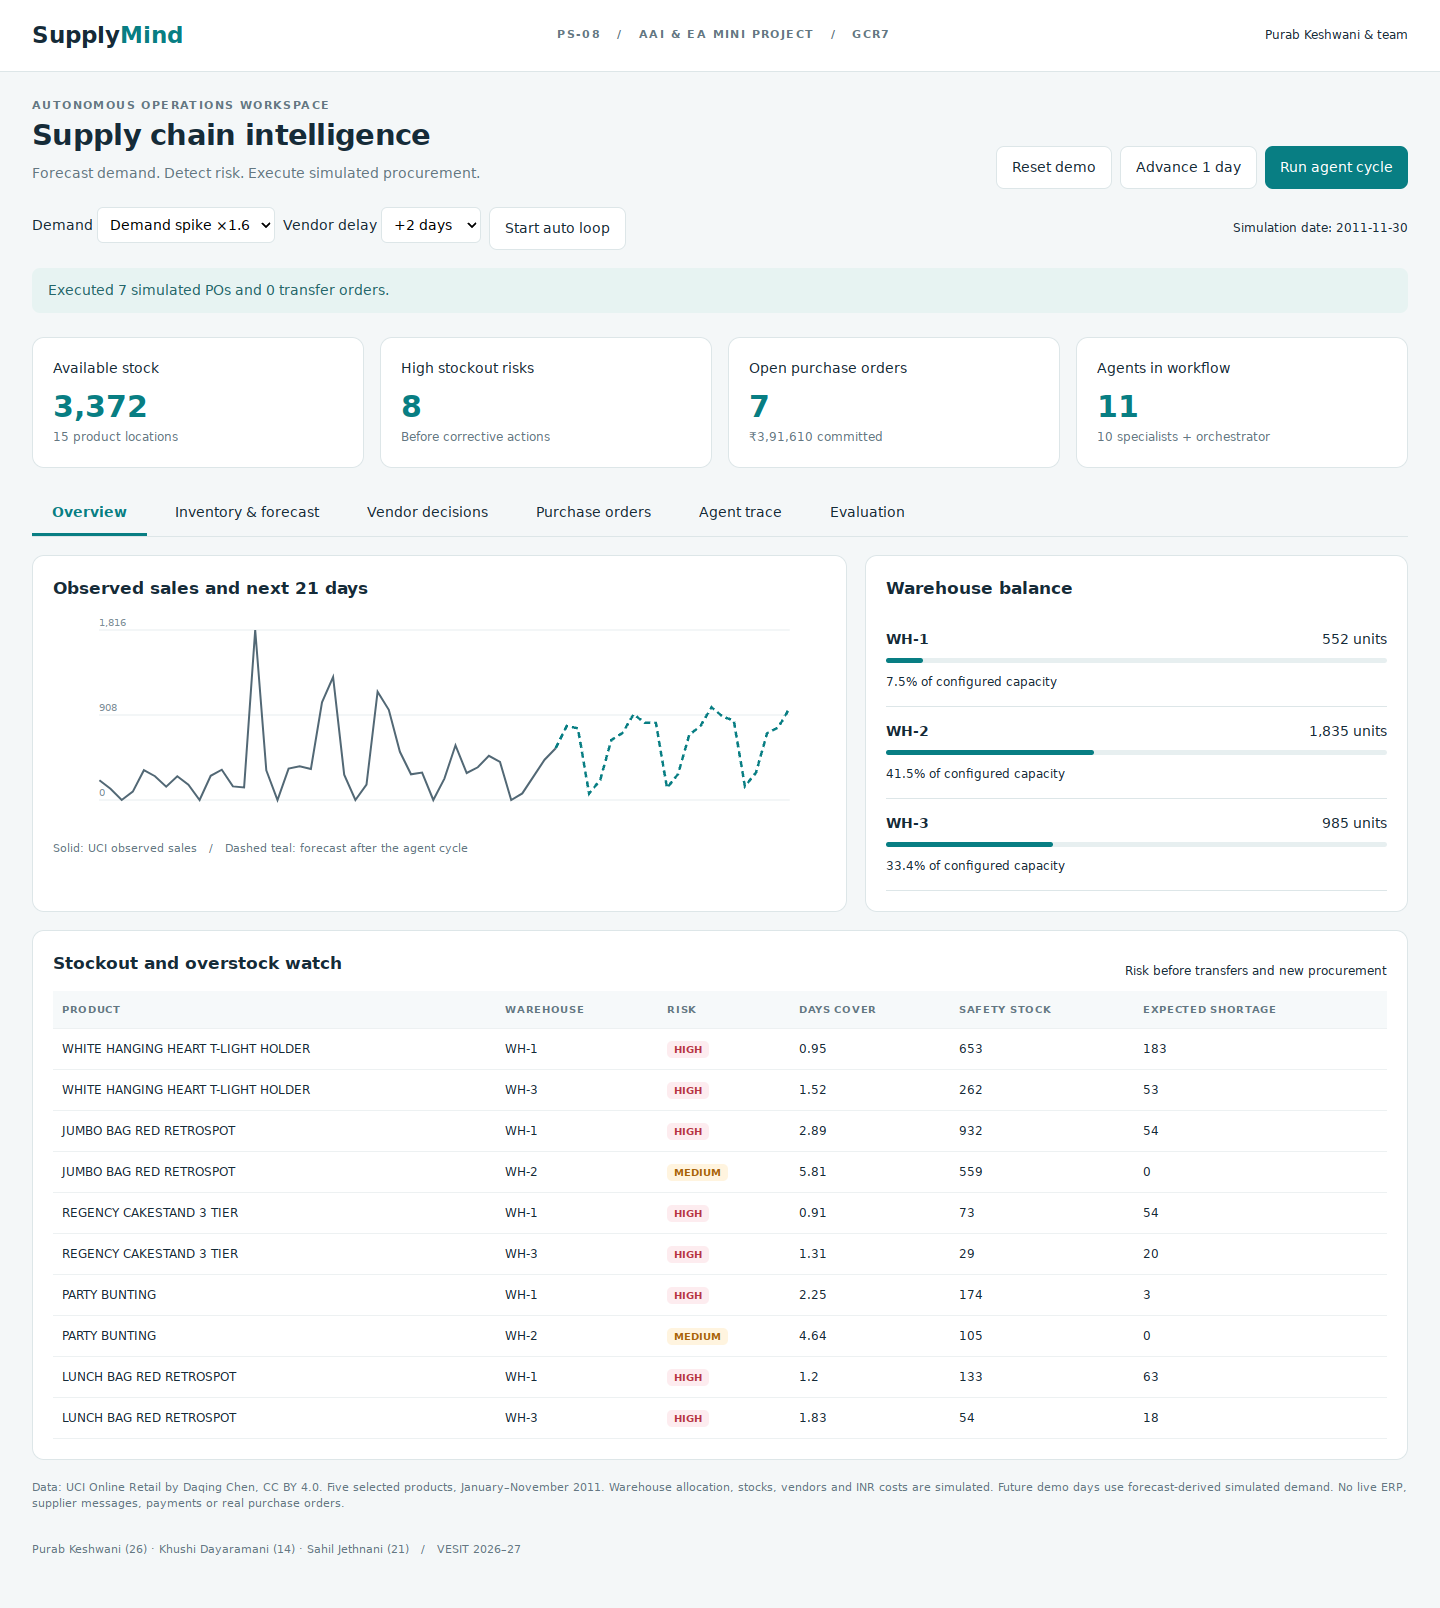 SupplyMind
PS-08 / AAI & EA MINI PROJECT / GCR7
Purab Keshwani & team
AUTONOMOUS OPERATIONS WORKSPACE
Supply chain intelligence
Forecast demand. Detect risk. Execute simulated procurement.
Reset demo
Advance 1 day
Run agent cycle
Demand Demand spike ×1.6 Vendor delay +2 days Start auto loop
Simulation date: 2011-11-30
Executed 7 simulated POs and 0 transfer orders.
Available stock
3,372
15 product locations
High stockout risks
8
Before corrective actions
Open purchase orders
7
₹3,91,610 committed
Agents in workflow
11
10 specialists + orchestrator
Overview Inventory & forecast Vendor decisions Purchase orders Agent trace Evaluation
Observed sales and next 21 days
1,816
908
0
Solid: UCI observed sales / Dashed teal: forecast after the agent cycle
Warehouse balance
WH-1 552 units
7.5% of configured capacity
WH-2 1,835 units
41.5% of configured capacity
WH-3 985 units
33.4% of configured capacity
Stockout and overstock watch
Risk before transfers and new procurement
PRODUCT WAREHOUSE RISK DAYS COVER SAFETY STOCK EXPECTED SHORTAGE
WHITE HANGING HEART T-LIGHT HOLDER WH-1 HIGH 0.95 653 183
WHITE HANGING HEART T-LIGHT HOLDER WH-3 HIGH 1.52 262 53
JUMBO BAG RED RETROSPOT WH-1 HIGH 2.89 932 54
JUMBO BAG RED RETROSPOT WH-2 MEDIUM 5.81 559 0
REGENCY CAKESTAND 3 TIER WH-1 HIGH 0.91 73 54
REGENCY CAKESTAND 3 TIER WH-3 HIGH 1.31 29 20
PARTY BUNTING WH-1 HIGH 2.25 174 3
PARTY BUNTING WH-2 MEDIUM 4.64 105 0
LUNCH BAG RED RETROSPOT WH-1 HIGH 1.2 133 63
LUNCH BAG RED RETROSPOT WH-3 HIGH 1.83 54 18
Data: UCI Online Retail by Daqing Chen, CC BY 4.0. Five selected products, January–November 2011. Warehouse allocation, stocks, vendors and INR costs are simulated. Future demo days use forecast-derived simulated demand. No live ERP,
supplier messages, payments or real purchase orders.
Purab Keshwani (26) · Khushi Dayaramani (14) · Sahil Jethnani (21) / VESIT 2026–27